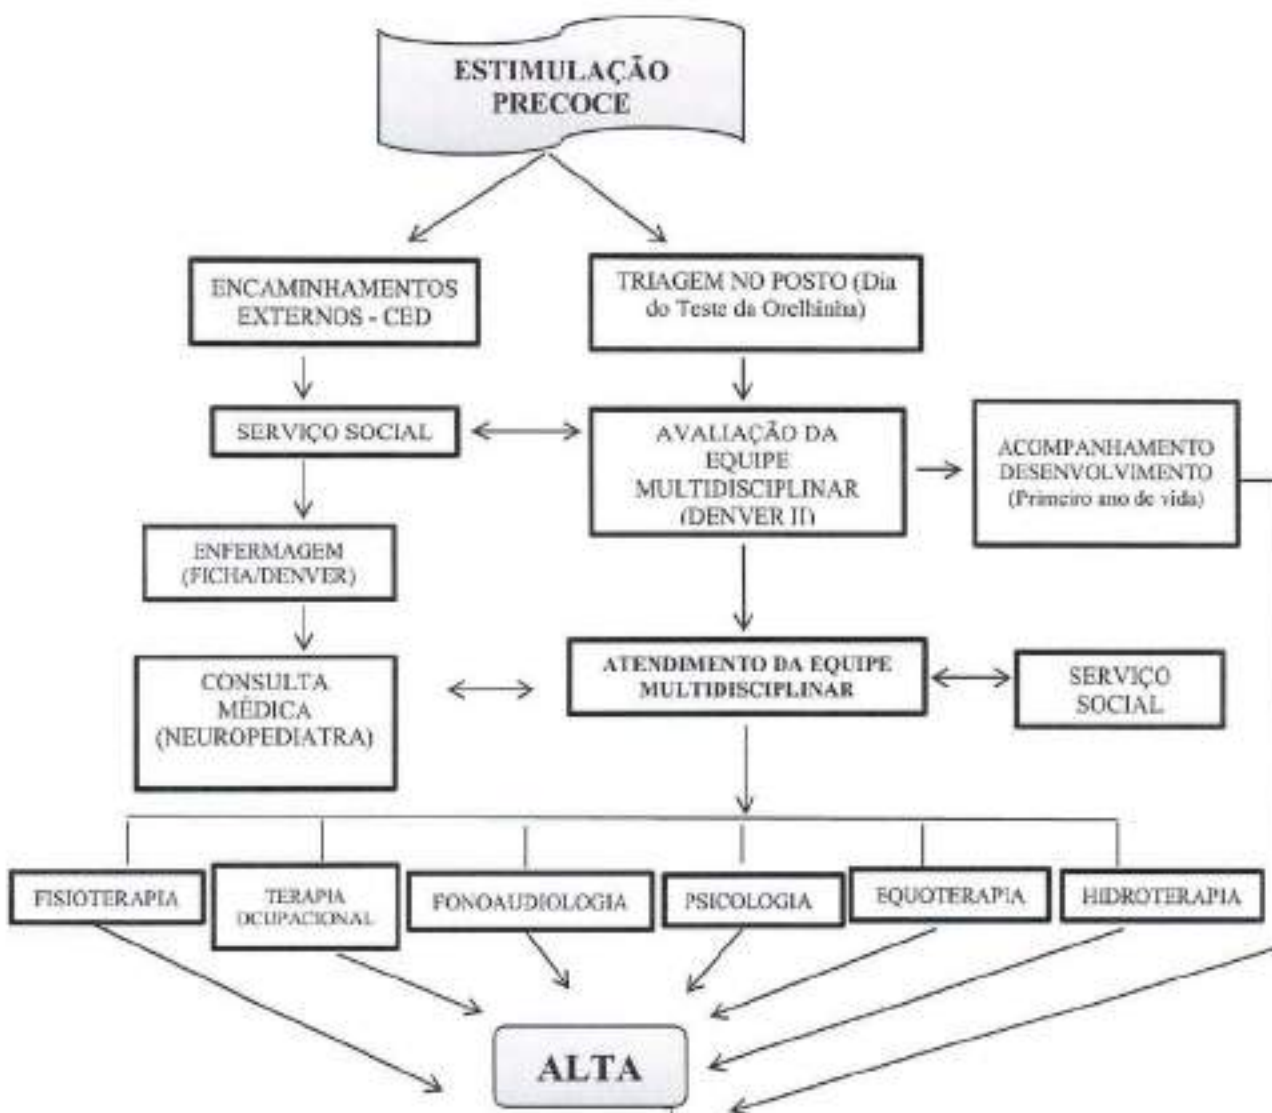 ESTIMULAÇÃO
PRECOCE
ENCAMINHAMENTOS
EXTERNOS - CED
TRIAGEM NO POSTO (Dia
do Teste da Orelhinha)
SERVIÇO SOCIAL
AVALIAÇÃO DA
EQUIPE
MULTIDISCIPLINAR
(DENVER II)
ACOMPANHAMENTO
DESENVOLVIMENTO
(Primeiro ano de vida)
ENFERMAGEM
(FICHA/DENVER)
CONSULTA
MÉDICA
(NEUROPEDIATRA)
ATENDIMENTO DA EQUIPE
MULTIDISCIPLINAR
SERVIÇO
SOCIAL
FISIOTERAPIA
TERAPIA
OCUPACIONAL
FONOAUDIOLOGIA
PSICOLOGIA
EQUOTERAPIA
HIDROTERAPIA
ALTA